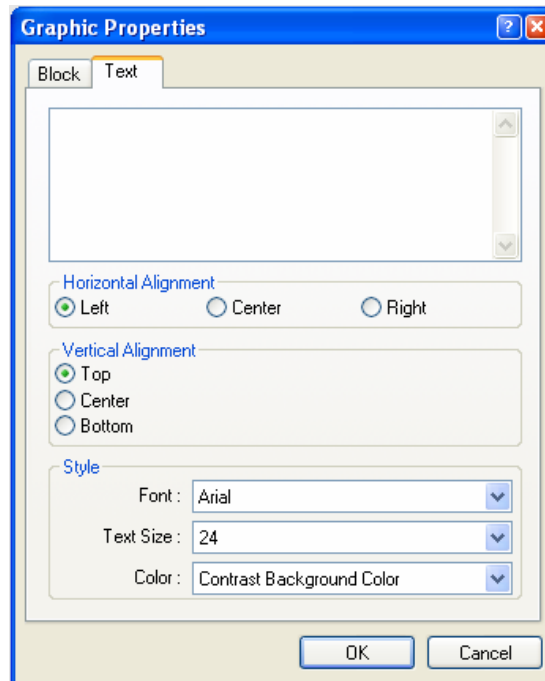 Graphic Properties
Block Text
Horizontal Alignment
Left Center Right
Vertical Alignment
Top
Center
Bottom
Style
Font : Arial
Text Size : 24
Color : Contrast Background Color
OK Cancel